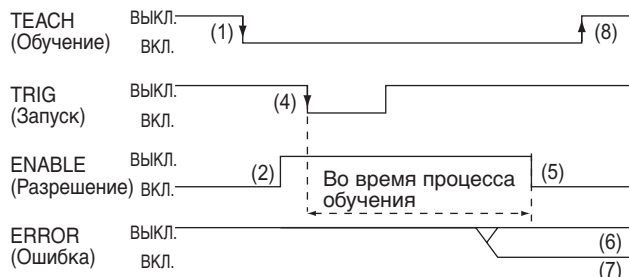 TEACH
(Обучение)
ВЫКЛ.
ВКЛ.
(1)
(8)
TRIG
(Запуск)
ВЫКЛ.
ВКЛ.
(4)
ENABLE
(Разрешение)
ВЫКЛ.
ВКЛ.
(2)
Во время процесса
обучения
(5)
ERROR
(Ошибка)
ВЫКЛ.
ВКЛ.
(6)
(7)